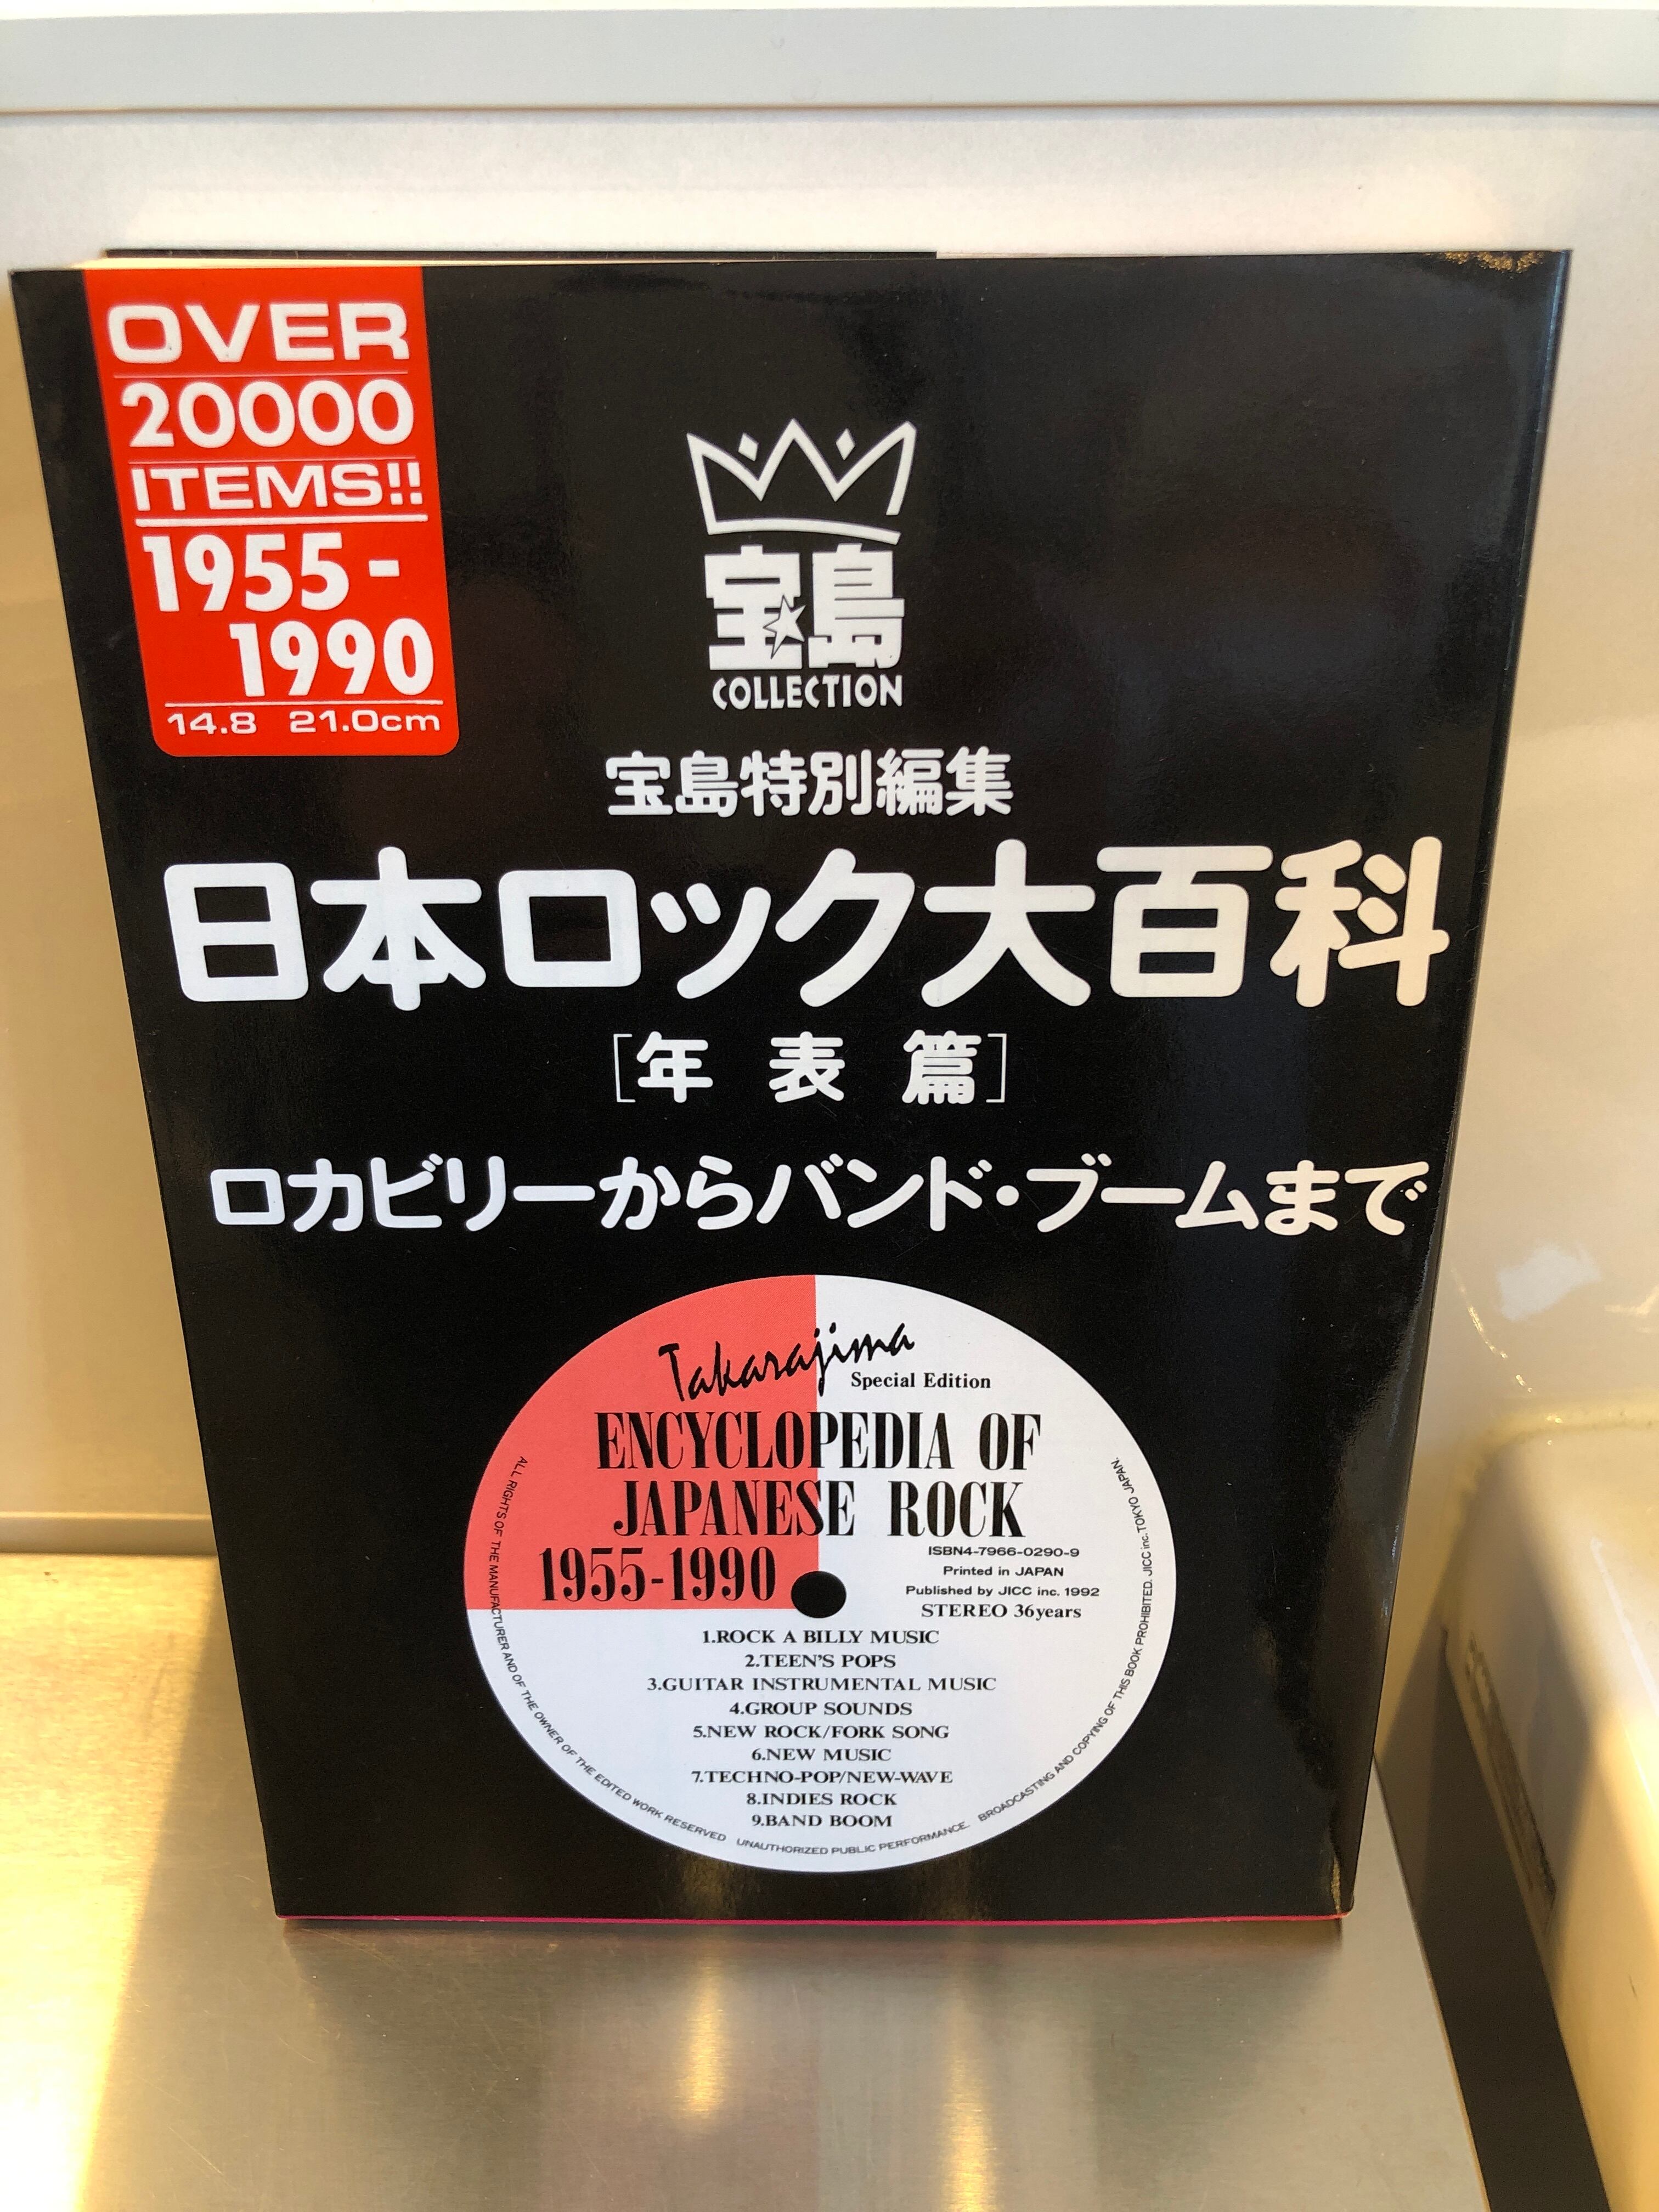 OVER
20000
ITEMS!!
1955-
1990
14.8 21.0cm
宝島
COLLECTION
宝島特別編集
日本ロック大百科
[年表篇]
ロカビリーからバンド・ブームまで
Takarajima
Special Edition
ENCYCLOPEDIA OF
JAPANESE ROCK
1955-1990
ISBN4-7966-0290-9
Printed in JAPAN
Published by JICC inc. 1992
STEREO 36years
1.ROCK A BILLY MUSIC
2.TEEN'S POPS
3.GUITAR INSTRUMENTAL MUSIC
4.GROUP SOUNDS
5.NEW ROCK/FORK SONG
6.NEW MUSIC
7.TECHNO-POP/NEW-WAVE
8.INDIES ROCK
9.BAND BOOM
ALL RIGHTS OF THE MANUFACTURER AND OF THE OWNER OF THE EDITED WORK RESERVED UNAUTHORIZED PUBLIC PERFORMANCE. BROADCASTING AND COPYING OF THIS BOOK PROHIBITED. JICC inc. TOKYO JAPAN.